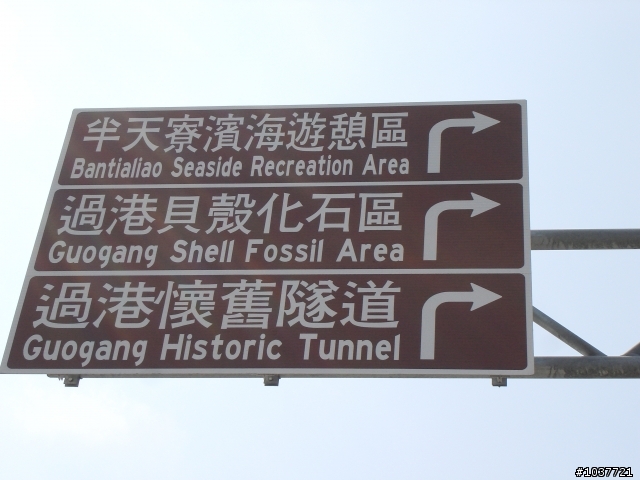 半天寮濱海遊憩區
Bantialiao Seaside Recreation Area
過港貝殼化石區
Guogang Shell Fossil Area
過港懷舊隧道
Guogang Historic Tunnel
#1037721